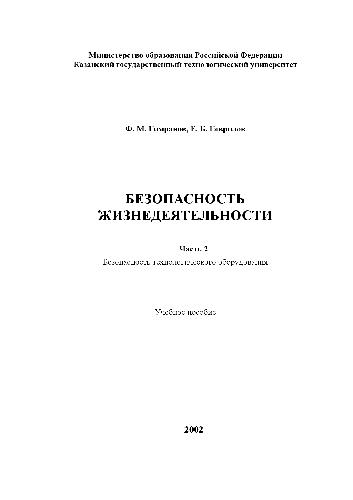 Министерство образования Российской Федерации
Казанский государственный технологический университет
Ф. М. Гимранов, Е. Б. Гаврилов
БЕЗОПАСНОСТЬ
ЖИЗНЕДЕЯТЕЛЬНОСТИ
Часть 2
Безопасность технологического оборудования
Учебное пособие
2002